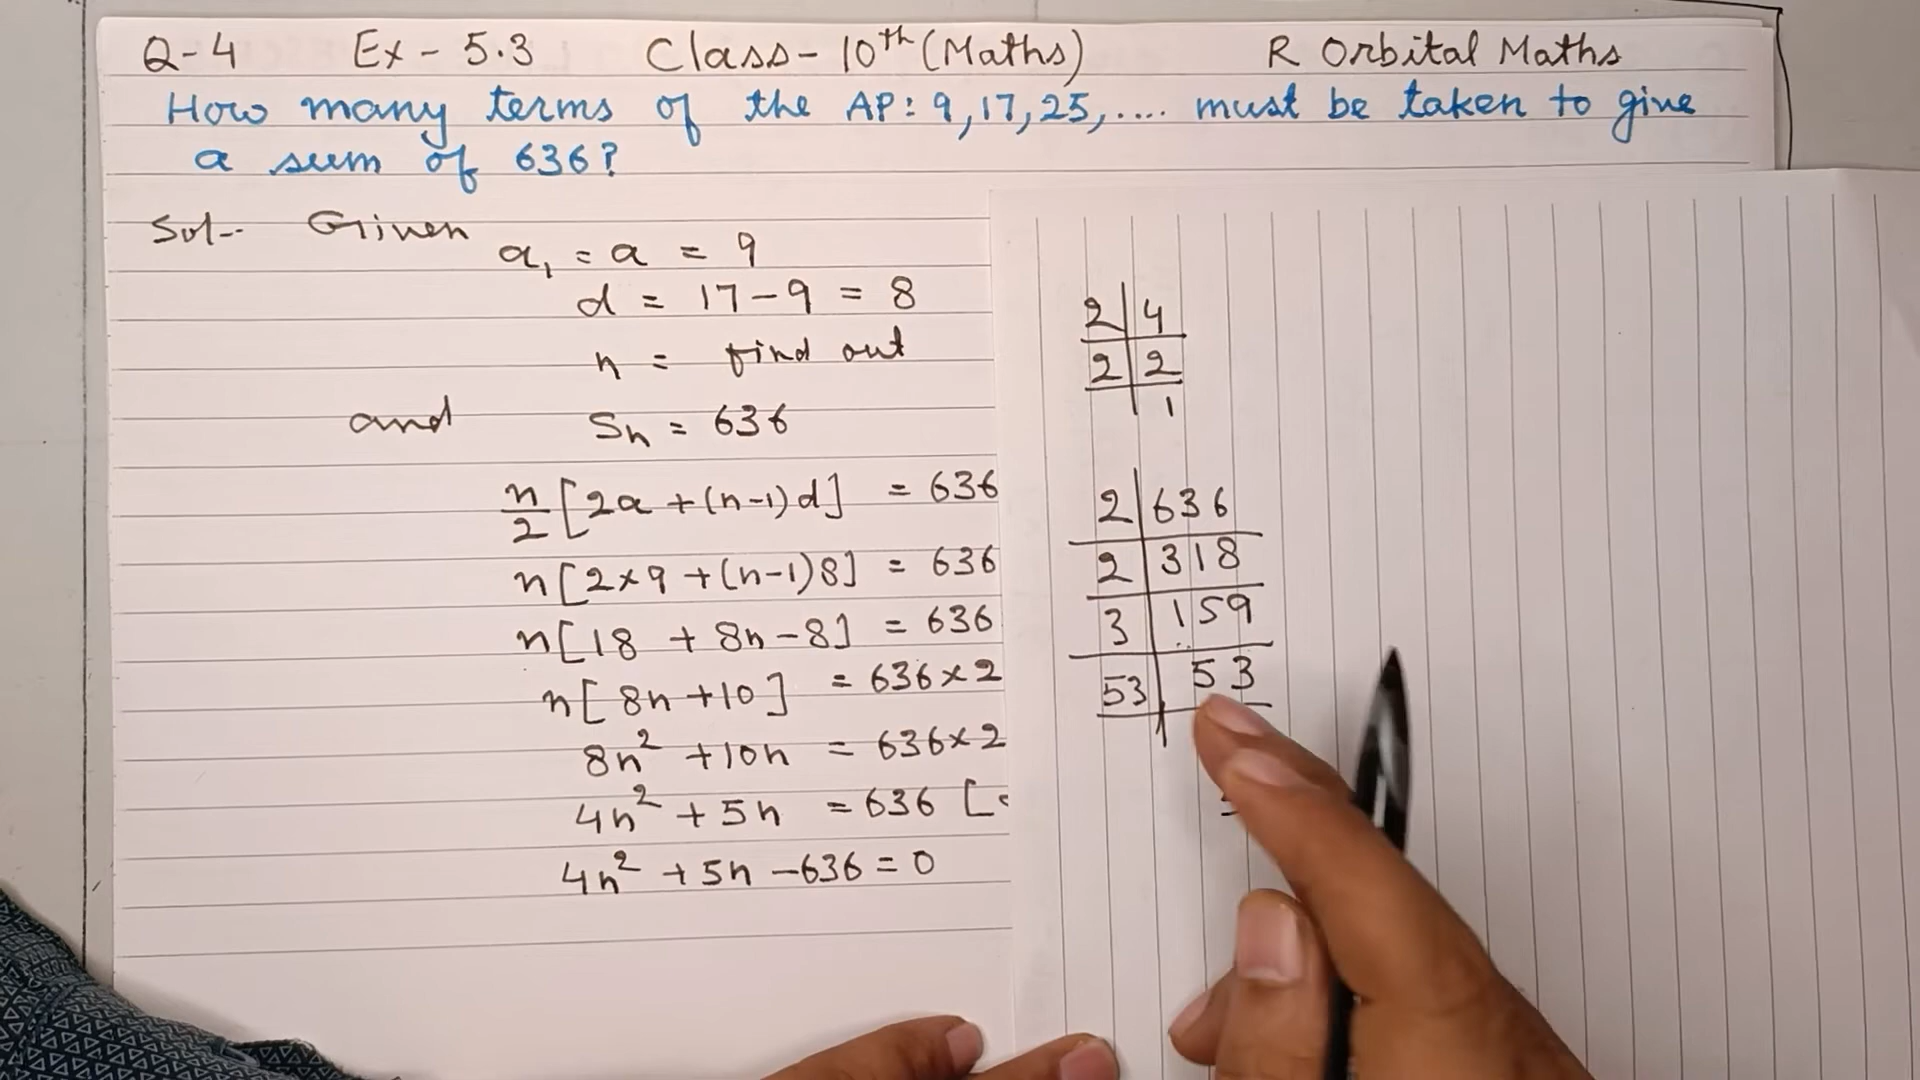 Q-4 Ex-5.3 Class-10th (Maths) R Orbital Maths
How many terms of the AP: 9,17,25,.... must be taken to give
a sum of 636?
Sol-- Given
a₁ = a = 9
d = 17-9 = 8
n = find out
and Sn = 636
n/2 [2a+(n-1)d] = 636
n[2×9+(n-1)8] = 636
n[18 + 8n-8] = 636
n[8n+10] = 636×2
8n² +10n = 636×2
4n² +5n = 636 [
4n² +5n -636 = 0
2 | 4
2 | 2
1
2 | 636
2 | 318
3 | 159
53 | 53